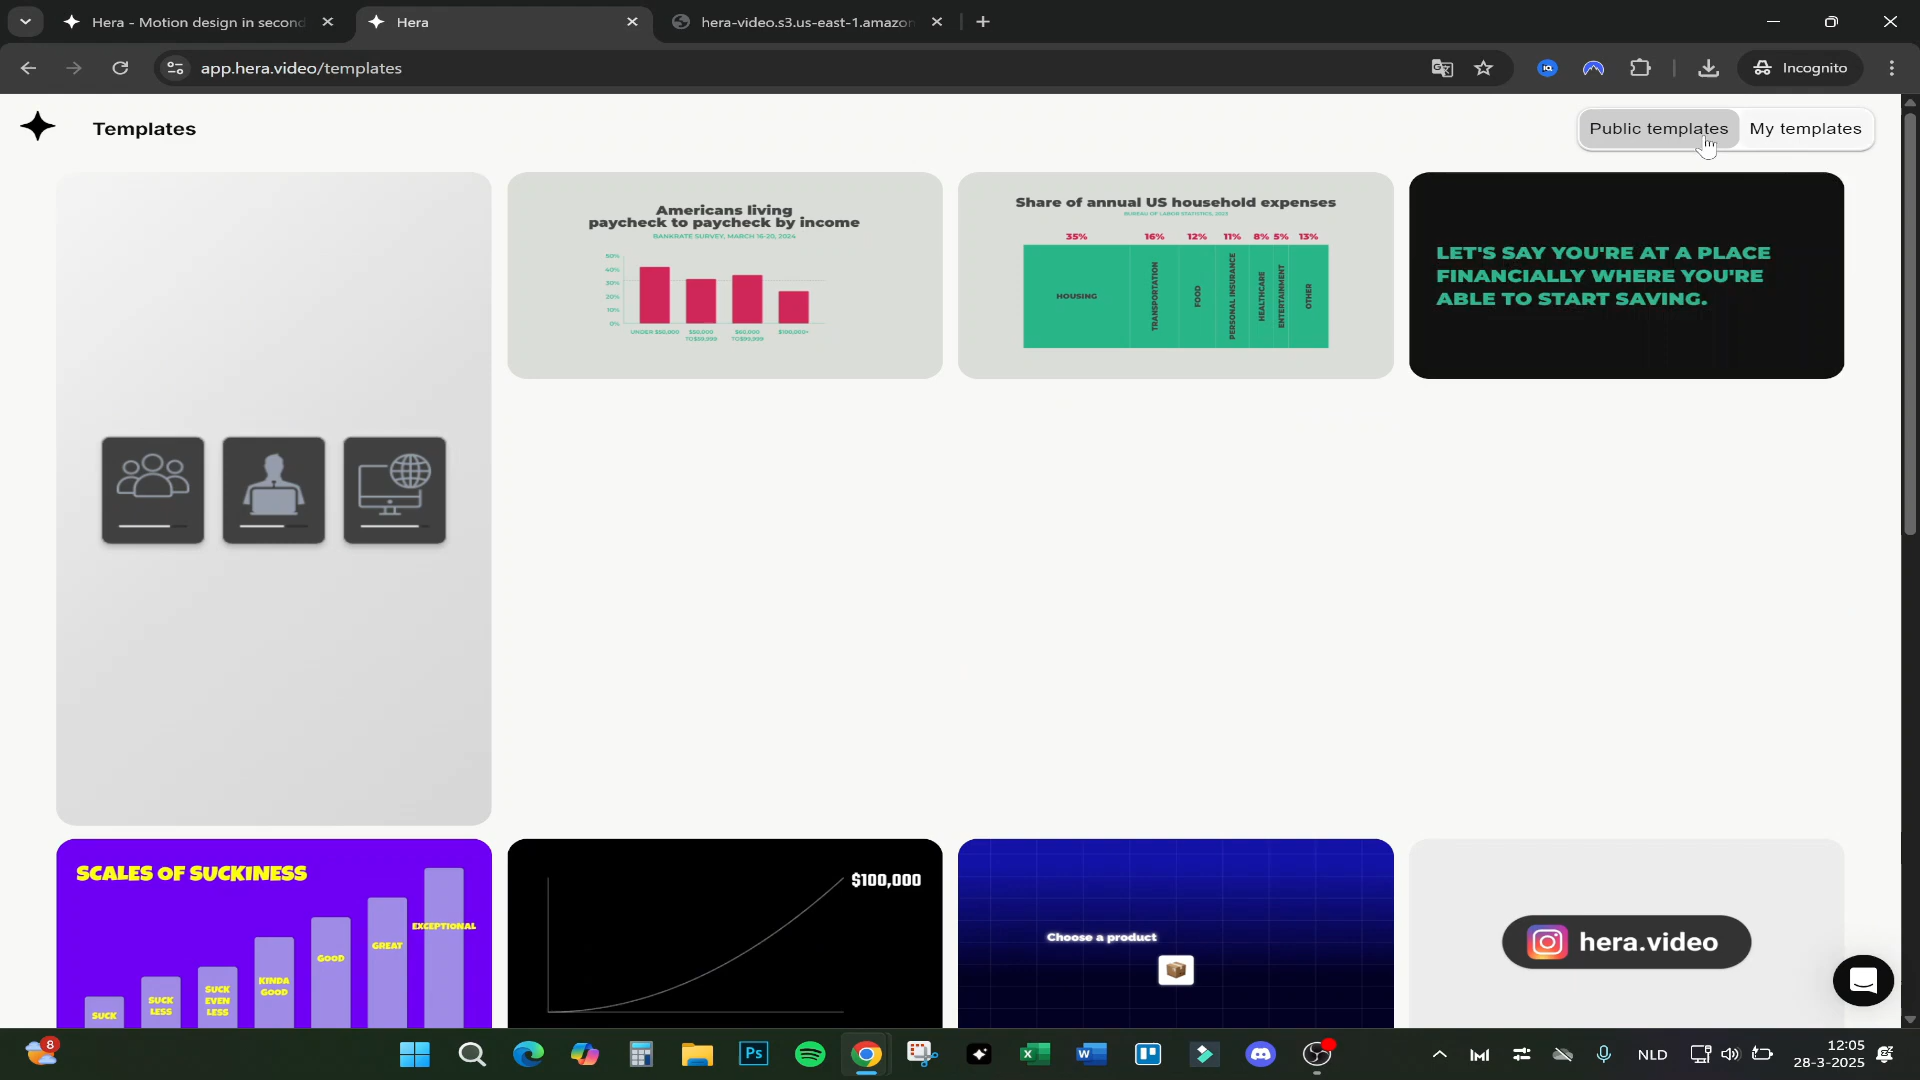 Hera - Motion design in second
Hera
hera-video.s3.us-east-1.amazon
app.hera.video/templates
Incognito
Templates
Public templates
My templates
Americans living
paycheck to paycheck by income
BANKRATE SURVEY, MARCH 16-20, 2024
50%
40%
30%
20%
10%
0%
UNDER $50,000
$50,000
TO $59,999
$60,000
TO $99,999
$100,000+
Share of annual US household expenses
BUREAU OF LABOR STATISTICS, 2023
35%
16%
12%
11%
8%
5%
13%
HOUSING
TRANSPORTATION
FOOD
PERSONAL INSURANCE
HEALTHCARE
ENTERTAINMENT
OTHER
LET'S SAY YOU'RE AT A PLACE
FINANCIALLY WHERE YOU'RE
ABLE TO START SAVING.
SCALES OF SUCKINESS
SUCK
SUCK
LESS
SUCK
EVEN
LESS
KINDA
GOOD
GOOD
GREAT
EXCEPTIONAL
$100,000
Choose a product
hera.video
8
Ps
NLD
12:05
28-3-2025